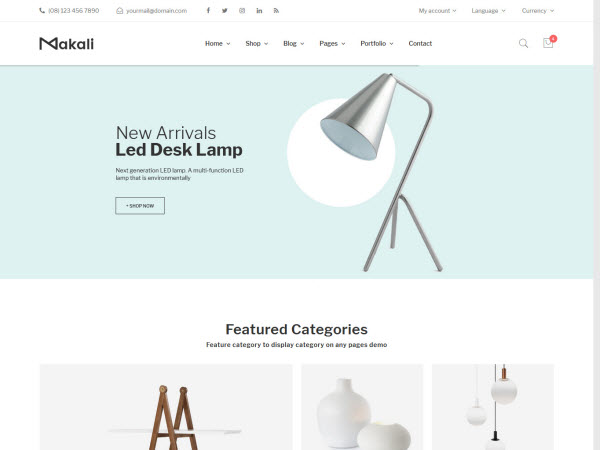 (08) 123 456 7890
yourmail@domain.com
My account
Language
Currency
Makali
Home
Shop
Blog
Pages
Portfolio
Contact
4
New Arrivals
Led Desk Lamp
Next generation LED lamp. A multi-function LED
lamp that is environmentally
+ SHOP NOW
Featured Categories
Feature category to display category on any pages demo